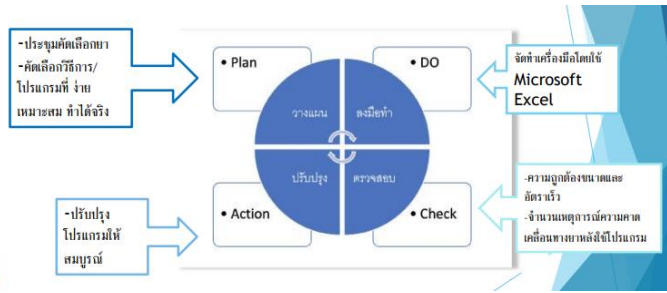 -ประชุมคัดเลือกยา
-คัดเลือกวิธีการ/
โปรแกรมที่ ง่าย
เหมาะสม ทำได้จริง
• Plan
• DO
จัดทำเครื่องมือโดยใช้
Microsoft
Excel
วางแผน
ลงมือทำ
ปรับปรุง
ตรวจสอบ
-ปรับปรุง
โปรแกรมให้
สมบูรณ์
• Action
• Check
-ความถูกต้องขนาดและ
อัตราเร็ว
-จำนวนเหตุการณ์ความคาด
เคลื่อนทางยาหลังใช้โปรแกรม